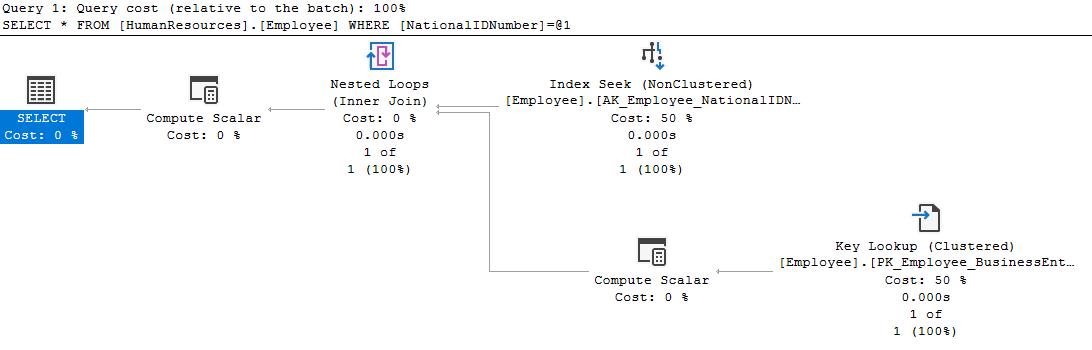 Query 1: Query cost (relative to the batch): 100%
SELECT * FROM [HumanResources].[Employee] WHERE [NationalIDNumber]=@1
SELECT
Cost: 0 %
Compute Scalar
Cost: 0 %
Nested Loops
(Inner Join)
Cost: 0 %
0.000s
1 of
1 (100%)
Index Seek (NonClustered)
[Employee].[AK_Employee_NationalIDN…
Cost: 50 %
0.000s
1 of
1 (100%)
Compute Scalar
Cost: 0 %
Key Lookup (Clustered)
[Employee].[PK_Employee_BusinessEnt…
Cost: 50 %
0.000s
1 of
1 (100%)